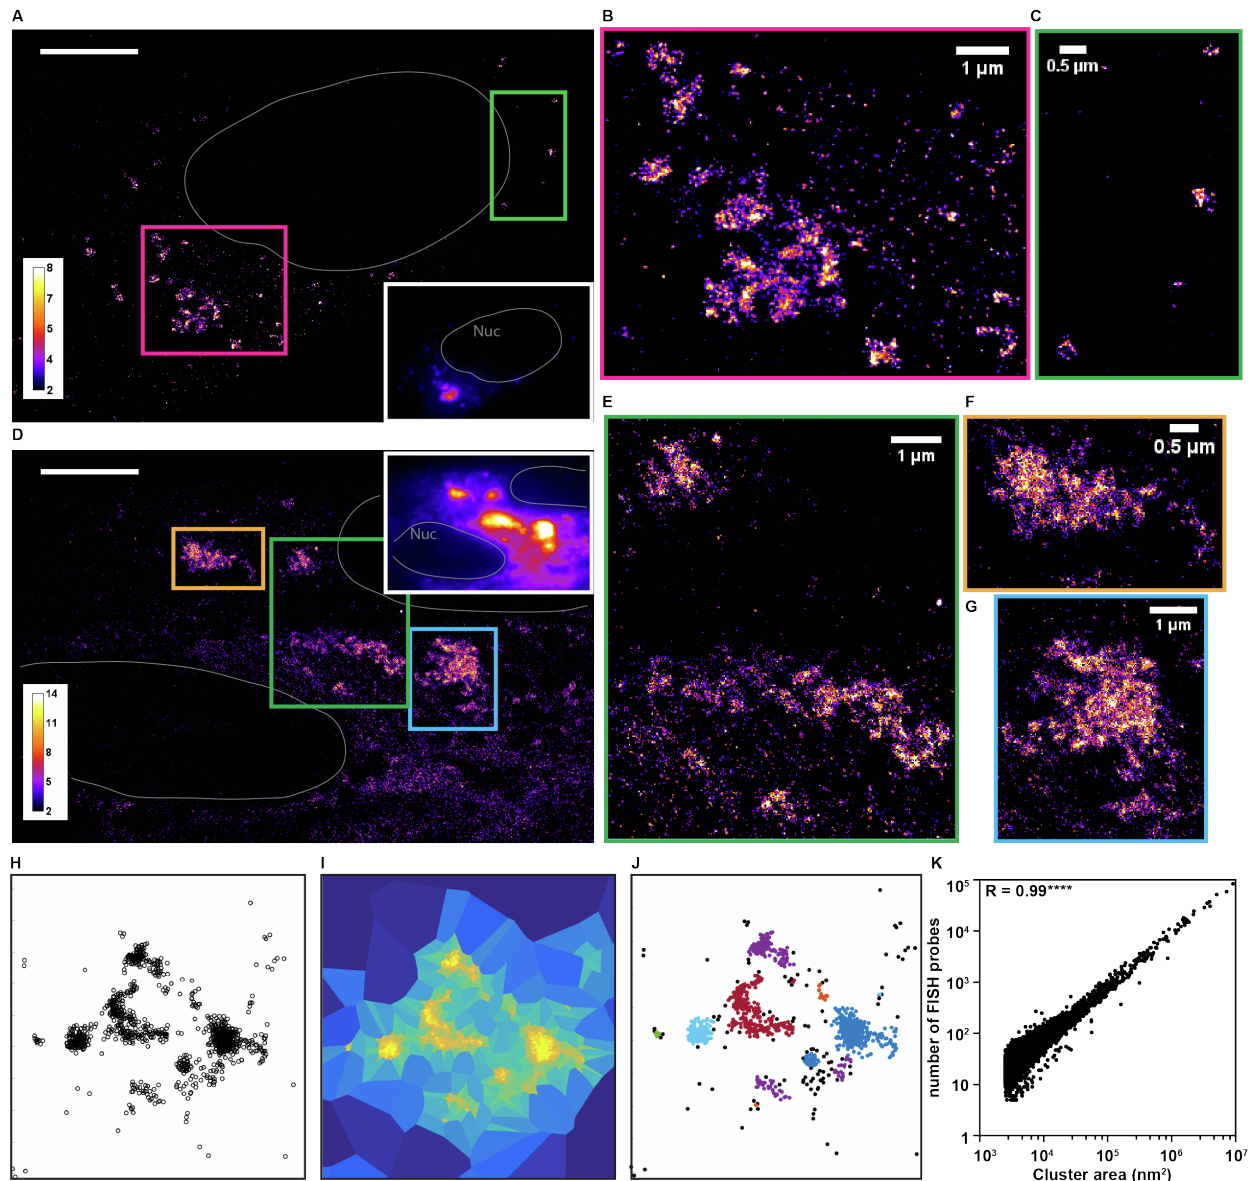 A
B
C
1 µm
0.5 µm
8
7
5
4
2
Nuc
D
E
F
1 µm
0.5 µm
Nuc
G
1 µm
14
11
8
5
2
H
I
J
K
R = 0.99****
number of FISH probes
10⁵
10⁴
10³
10²
10
1
10³
10⁴
10⁵
10⁶
10⁷
Cluster area (nm²)